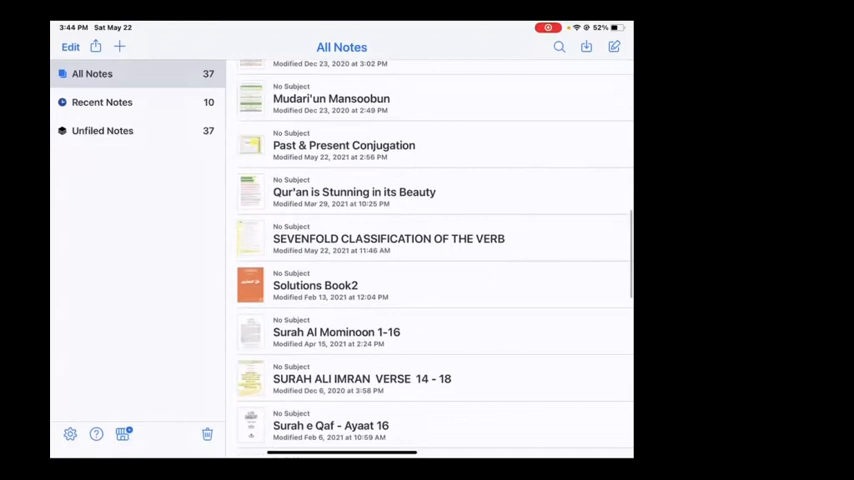 3:44 PM Sat May 22
52%
Edit
All Notes
All Notes 37
Recent Notes 10
Unfiled Notes 37
Modified Dec 23, 2020 at 3:02 PM
No Subject
Mudari'un Mansoobun
Modified Dec 23, 2020 at 2:49 PM
No Subject
Past & Present Conjugation
Modified May 22, 2021 at 2:56 PM
No Subject
Qur'an is Stunning in its Beauty
Modified Mar 29, 2021 at 10:25 PM
No Subject
SEVENFOLD CLASSIFICATION OF THE VERB
Modified May 22, 2021 at 11:46 AM
No Subject
Solutions Book2
Modified Feb 13, 2021 at 12:04 PM
No Subject
Surah Al Mominoon 1-16
Modified Apr 15, 2021 at 2:24 PM
No Subject
SURAH ALI IMRAN VERSE 14 - 18
Modified Dec 6, 2020 at 3:58 PM
No Subject
Surah e Qaf - Ayaat 16
Modified Feb 6, 2021 at 10:59 AM